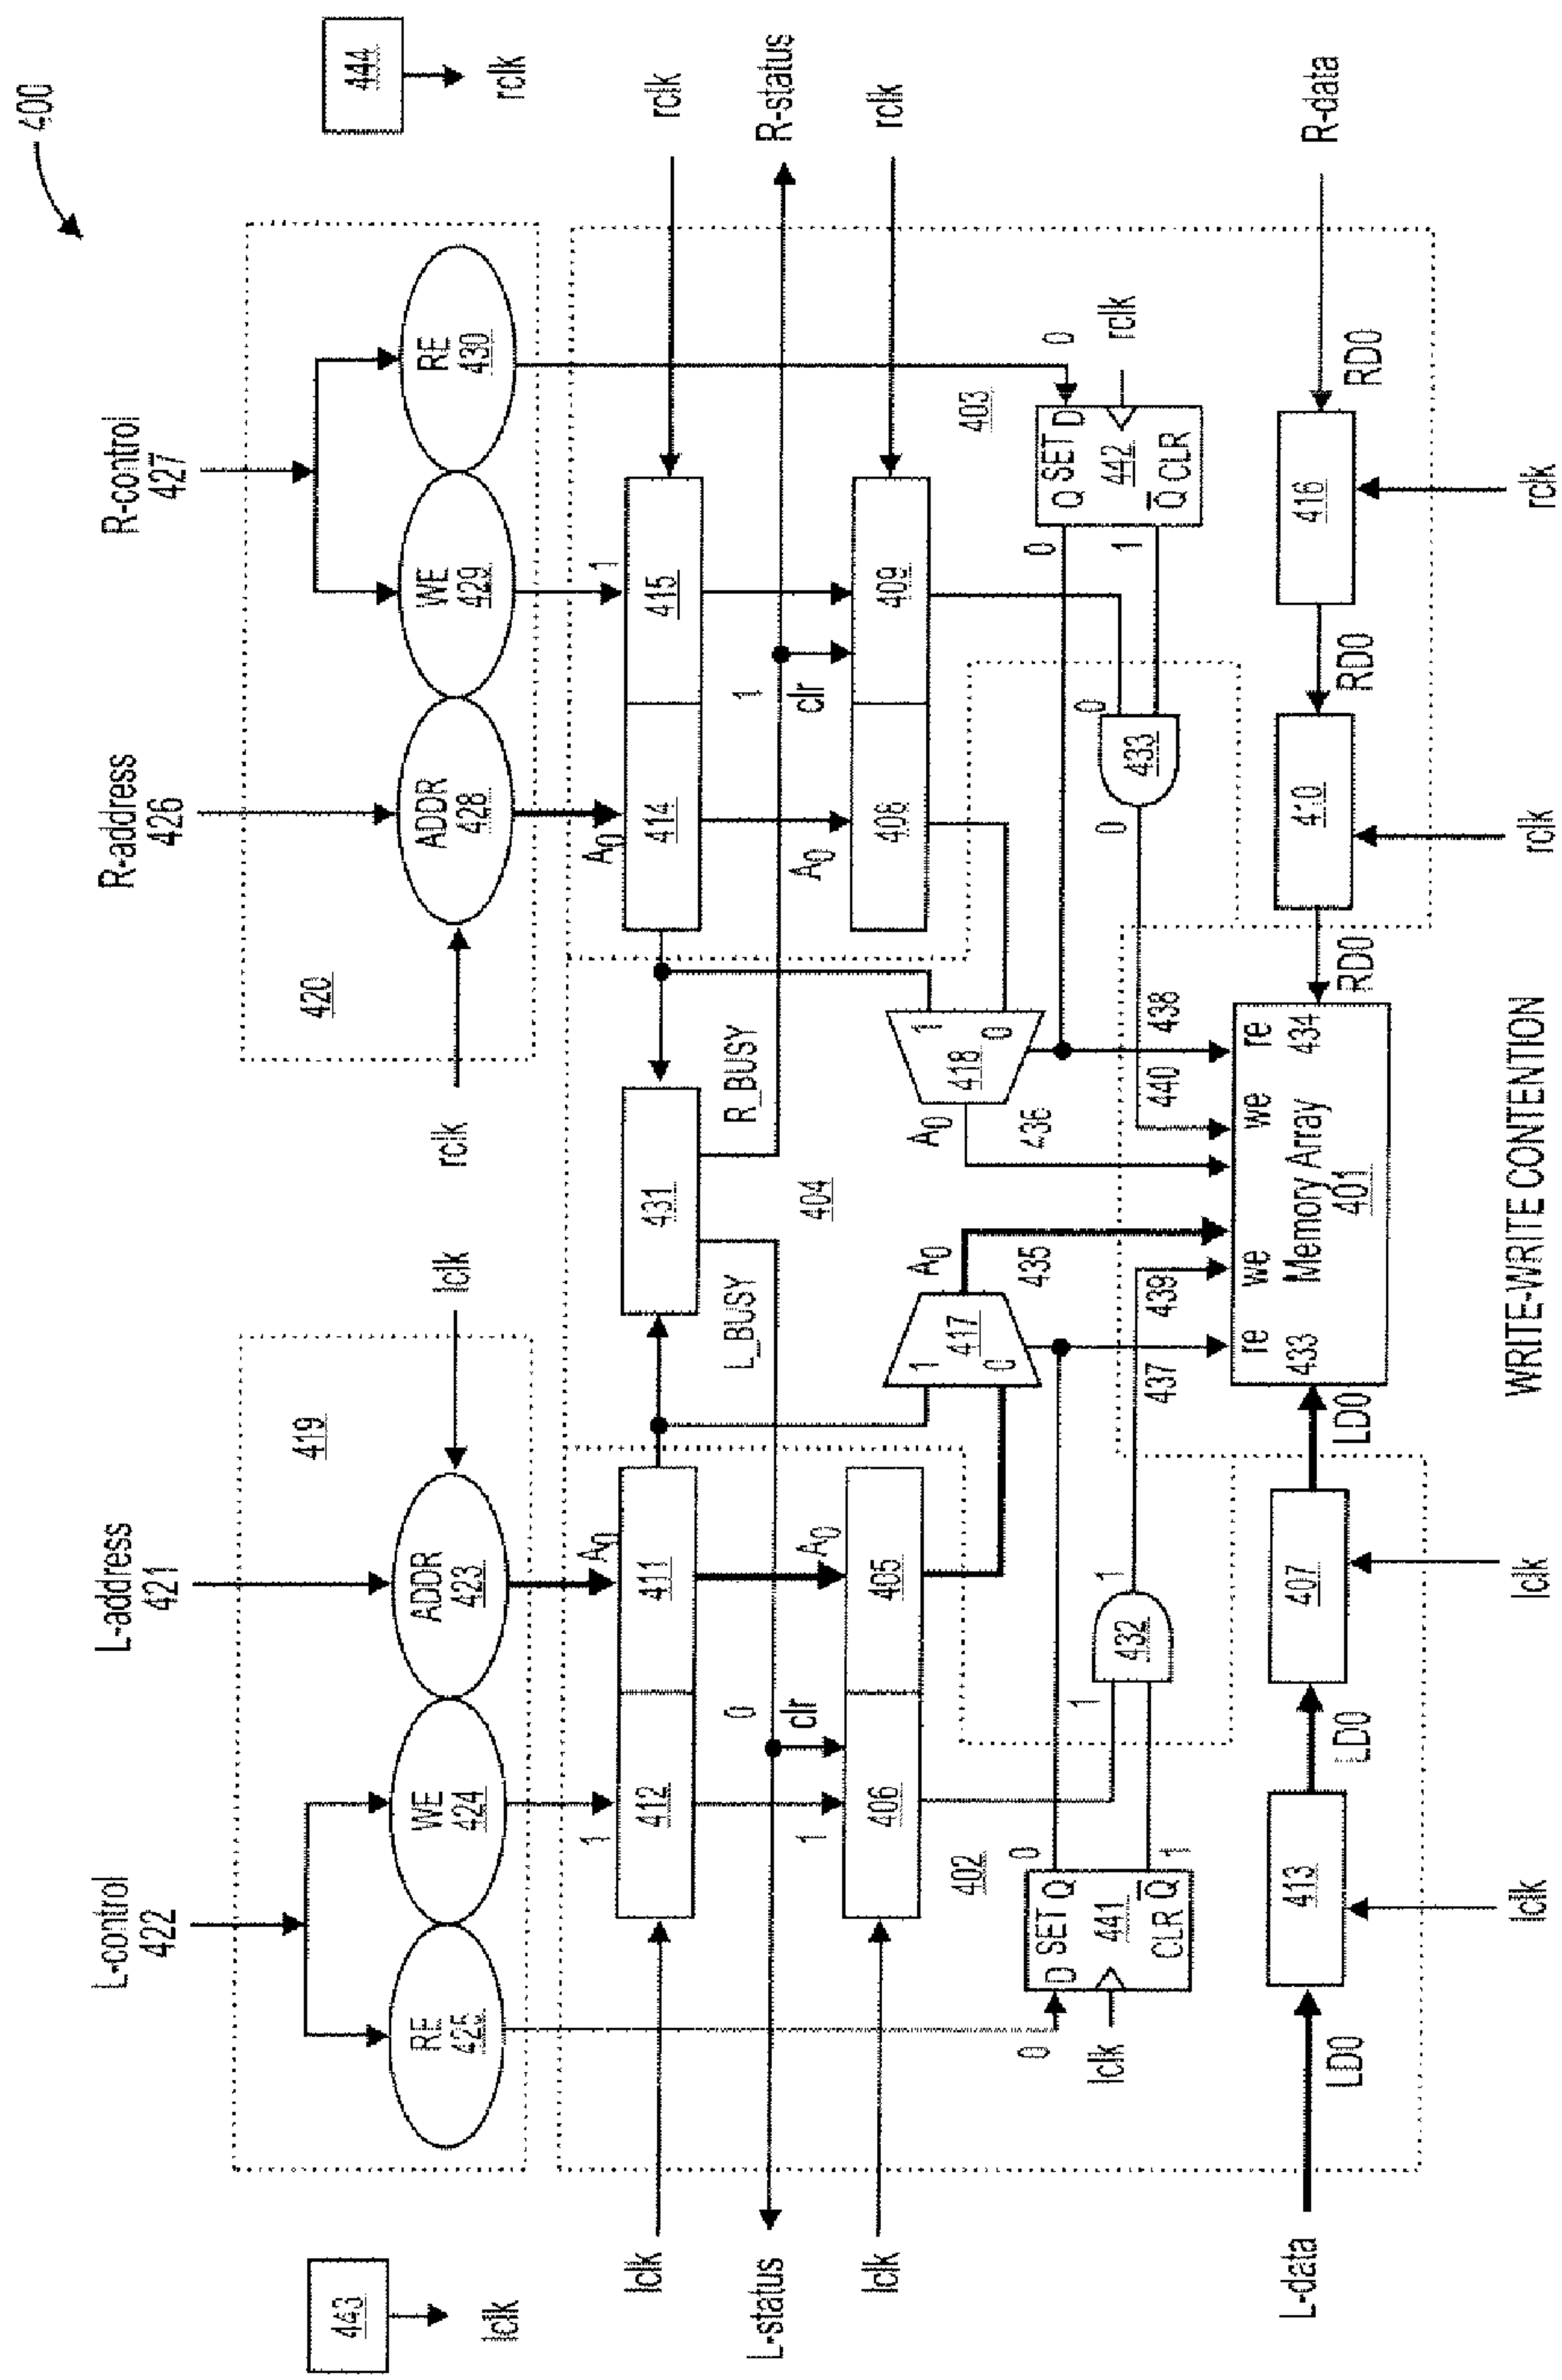 400
443
lclk
L-control
422
L-address
421
R-address
426
R-control
427
444
rclk
419
RE
425
WE
424
ADDR
423
lclk
rclk
420
ADDR
428
WE
429
RE
430
lclk
1
412
A0
411
431
A0
414
1
415
rclk
L-status
0
L_BUSY
R_BUSY
1
R-status
clr
clr
lclk
1
406
A0
405
404
A0
408
409
rclk
402
1
0
417
A0
A0
418
1
0
403
0
D SET Q
441
CLR Q
lclk
0
1
1
432
1
435
436
0
433
0
0
1
Q SET D
442
Q CLR
0
rclk
437
439
440
438
re
we
we
re
433
Memory Array
401
434
L-data
LD0
413
LD0
407
LD0
RD0
410
RD0
416
RD0
R-data
lclk
lclk
rclk
rclk
WRITE-WRITE CONTENTION